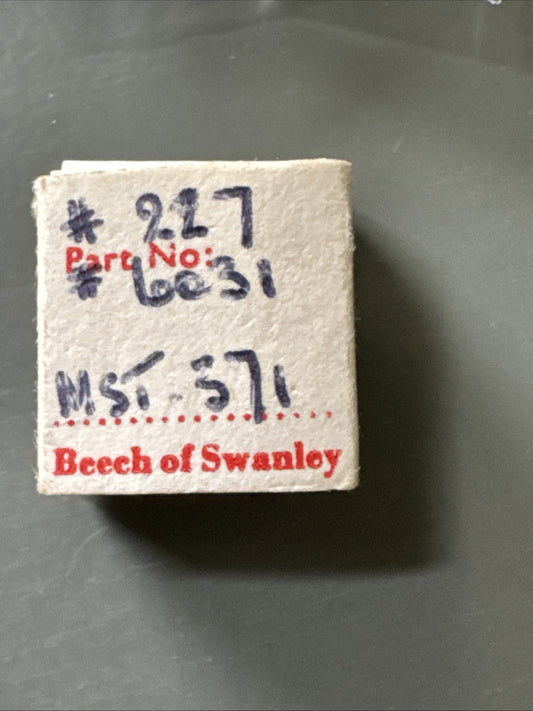 # 227
Part No:
# 6031
MST-371
Beech of Swanley